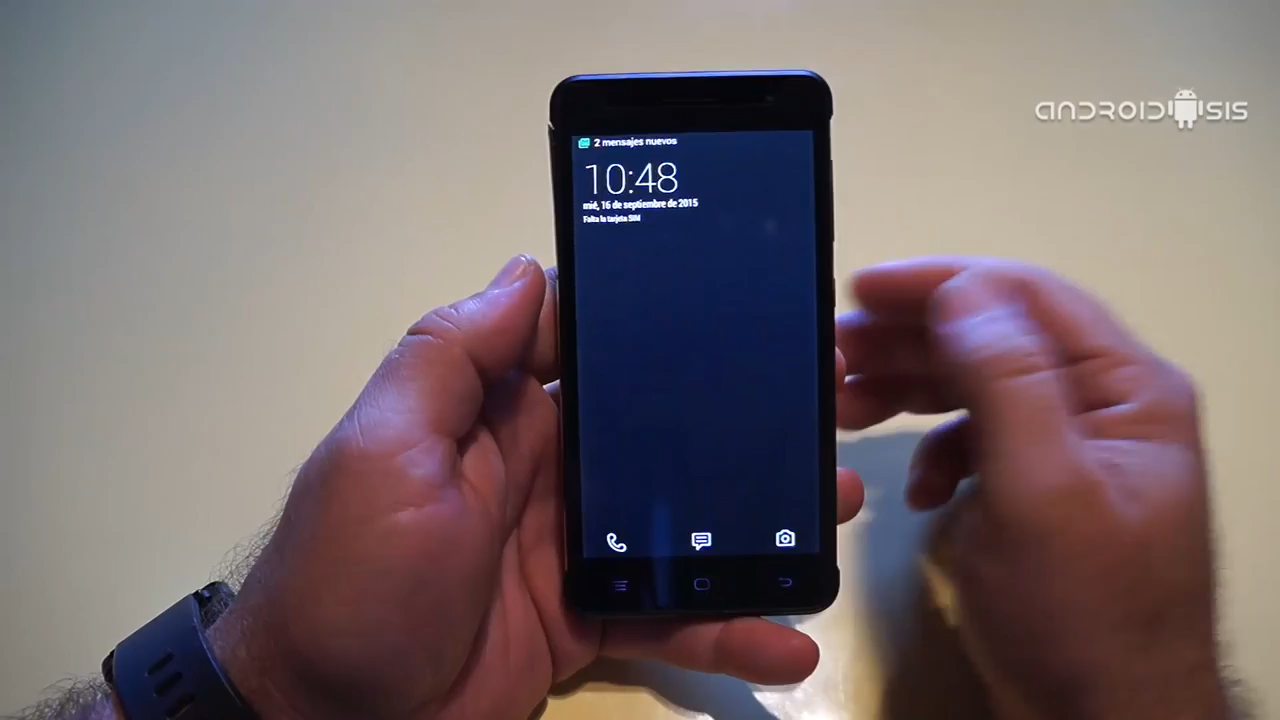 ANDROIDSIS
2 mensajes nuevos
10:48
mié, 16 de septiembre de 2015
Falta la tarjeta SIM